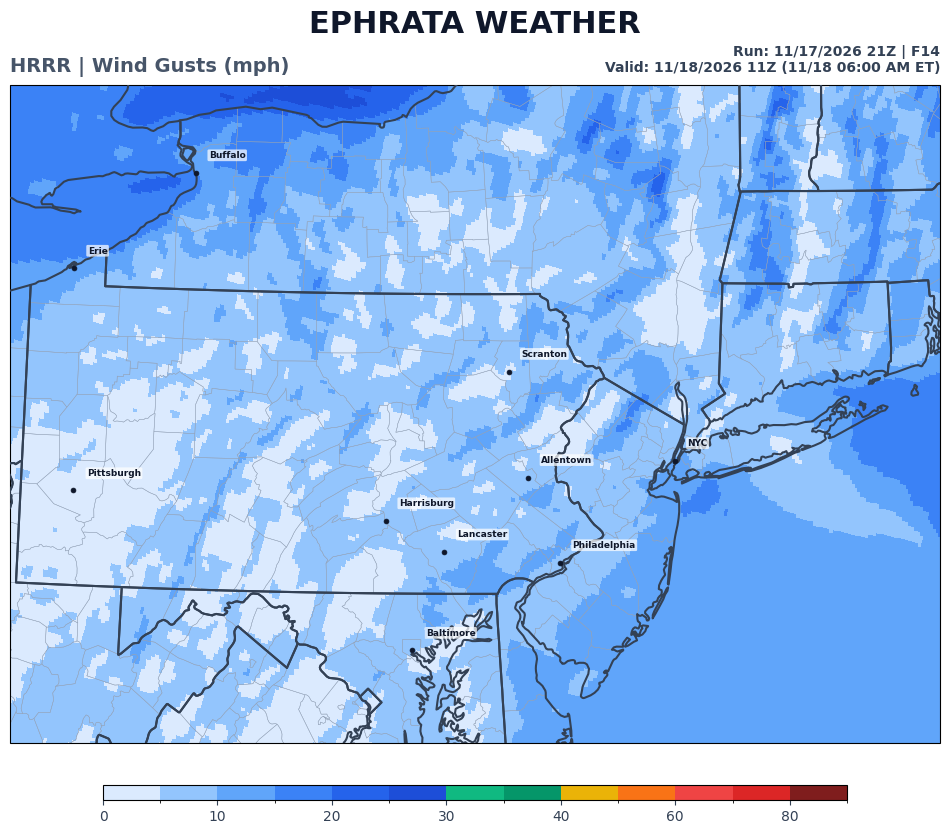 EPHRATA WEATHER
HRRR | Wind Gusts (mph)
Run: 11/17/2026 21Z | F14
Valid: 11/18/2026 11Z (11/18 06:00 AM ET)
Buffalo
Erie
Scranton
NYC
Allentown
Pittsburgh
Harrisburg
Lancaster
Philadelphia
Baltimore
0 10 20 30 40 50 60 70 80